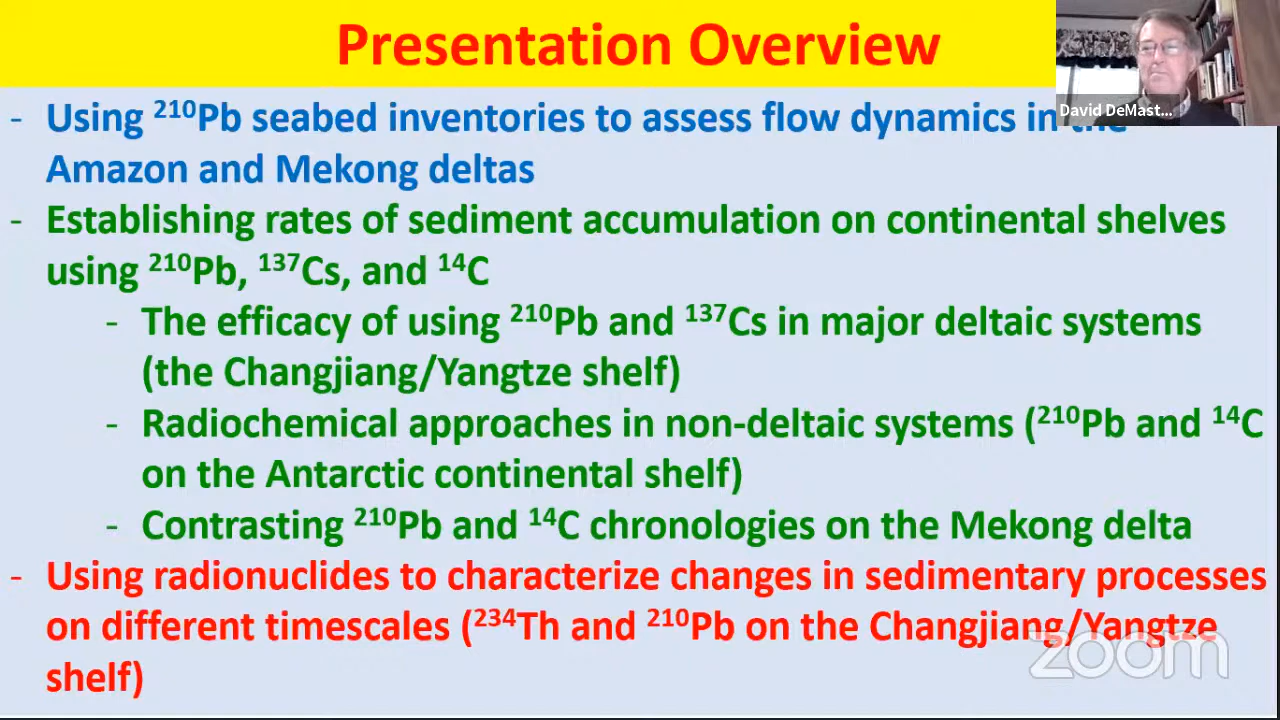 Presentation Overview
David DeMast...
- Using ²¹⁰Pb seabed inventories to assess flow dynamics in the
Amazon and Mekong deltas
- Establishing rates of sediment accumulation on continental shelves
using ²¹⁰Pb, ¹³⁷Cs, and ¹⁴C
- The efficacy of using ²¹⁰Pb and ¹³⁷Cs in major deltaic systems
(the Changjiang/Yangtze shelf)
- Radiochemical approaches in non-deltaic systems (²¹⁰Pb and ¹⁴C
on the Antarctic continental shelf)
- Contrasting ²¹⁰Pb and ¹⁴C chronologies on the Mekong delta
- Using radionuclides to characterize changes in sedimentary processes
on different timescales (²³⁴Th and ²¹⁰Pb on the Changjiang/Yangtze
shelf)
zoom